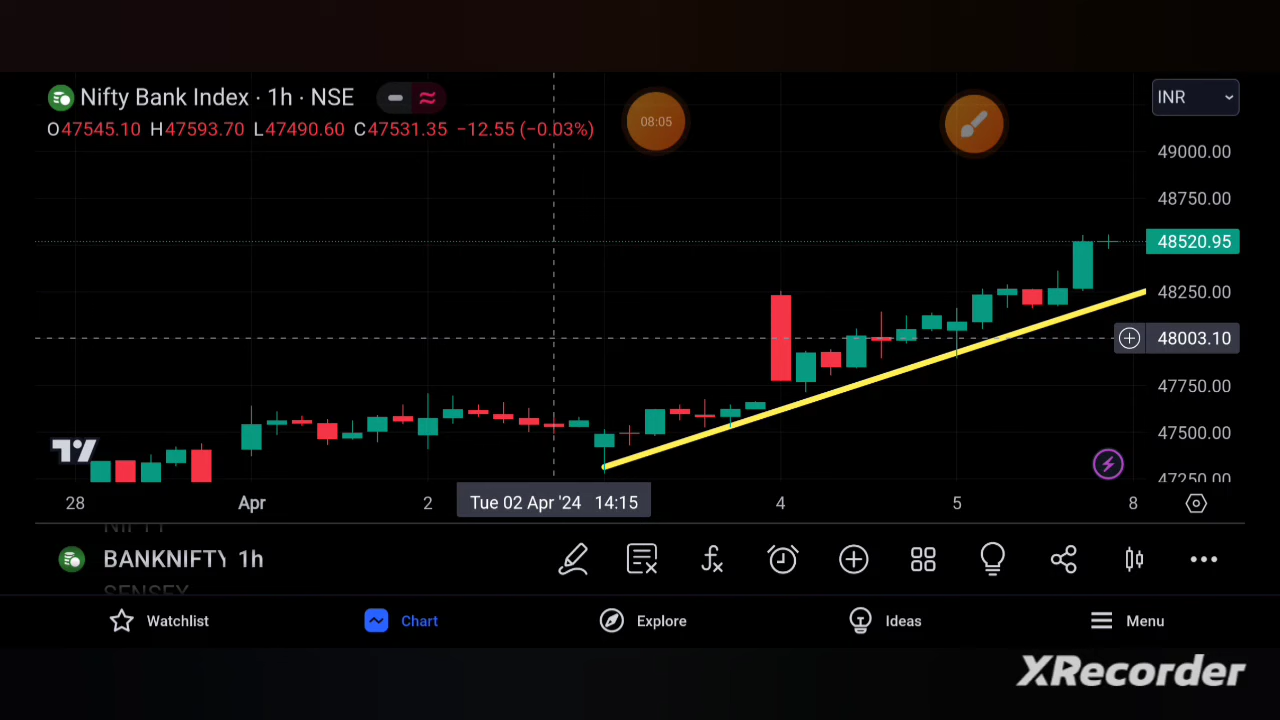 Nifty Bank Index · 1h · NSE
INR
O47545.10 H47593.70 L47490.60 C47531.35 −12.55 (−0.03%)
08:05
49000.00
48750.00
48520.95
48250.00
48003.10
47750.00
47500.00
47250.00
28 Apr 2 Tue 02 Apr '24 14:15 4 5 8
NIFTY
BANKNIFTY 1h
SENSEX
Watchlist Chart Explore Ideas Menu
XRecorder